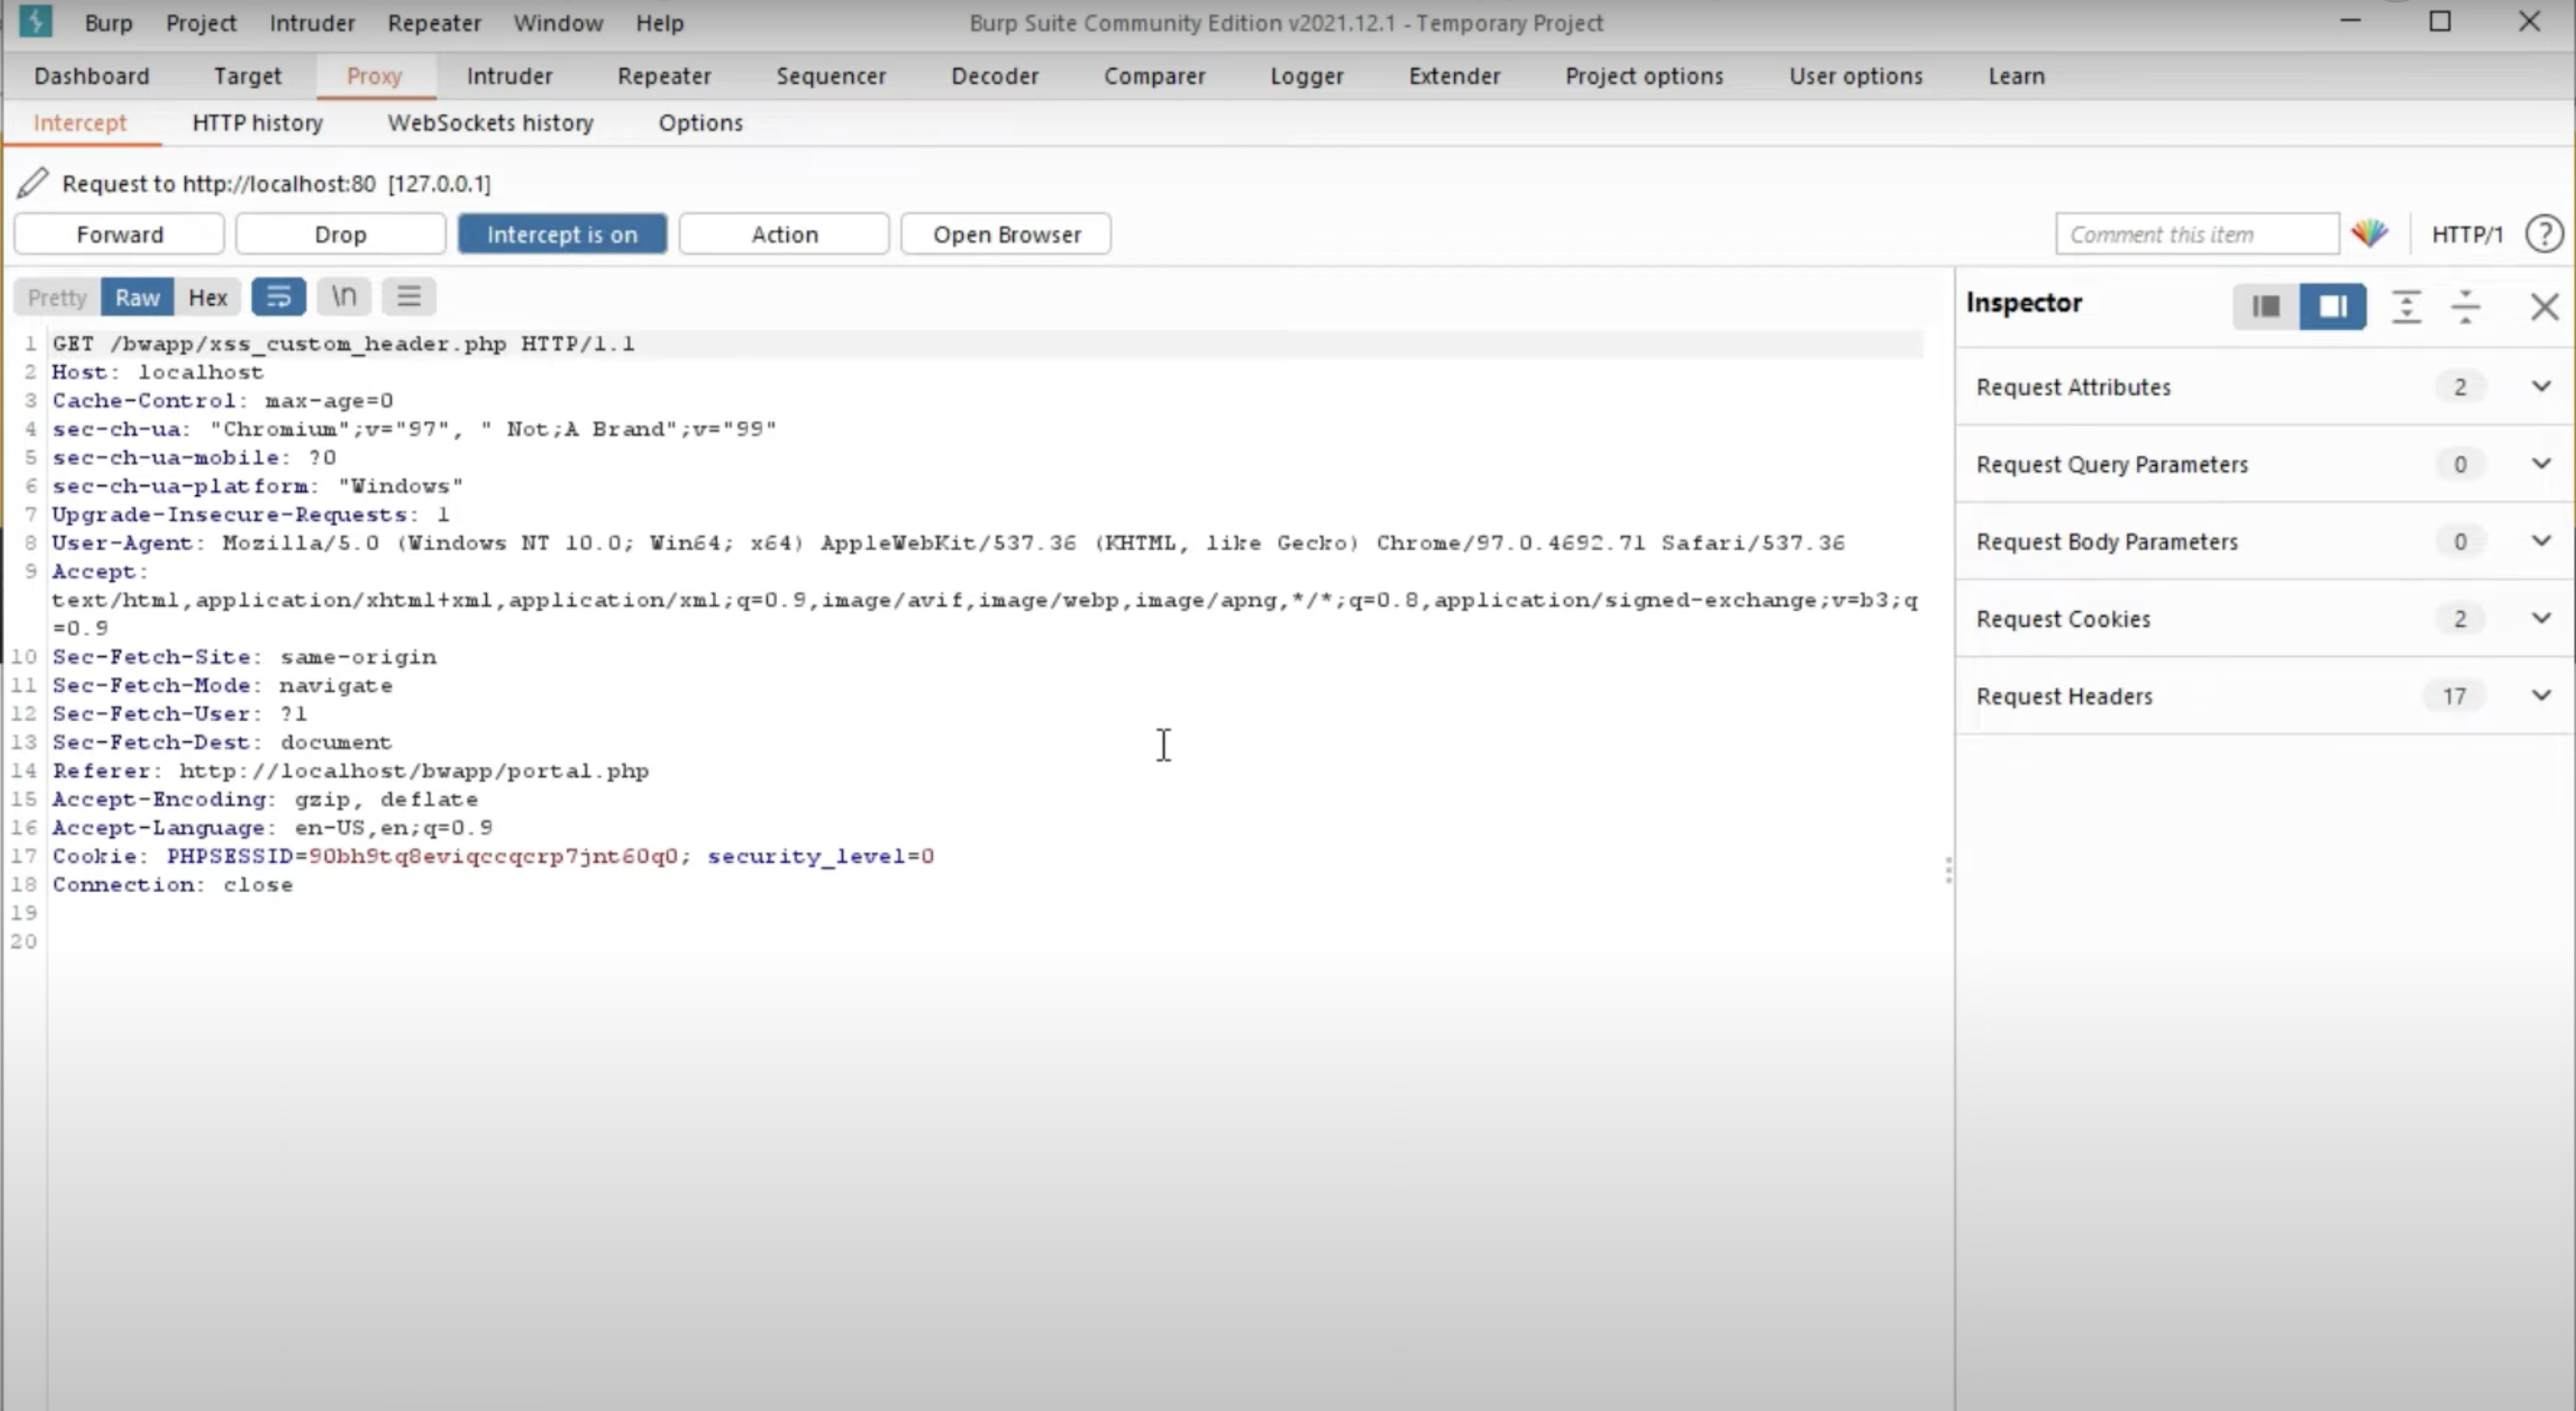 Burp Project Intruder Repeater Window Help Burp Suite Community Edition v2021.12.1 - Temporary Project
Dashboard Target Proxy Intruder Repeater Sequencer Decoder Comparer Logger Extender Project options User options Learn
Intercept HTTP history WebSockets history Options
Request to http://localhost:80 [127.0.0.1]
Forward Drop Intercept is on Action Open Browser Comment this item HTTP/1 ?
Pretty Raw Hex \n
Inspector
1 GET /bwapp/xss_custom_header.php HTTP/1.1
2 Host: localhost
3 Cache-Control: max-age=0
4 sec-ch-ua: "Chromium";v="97", " Not;A Brand";v="99"
5 sec-ch-ua-mobile: ?0
6 sec-ch-ua-platform: "Windows"
7 Upgrade-Insecure-Requests: 1
8 User-Agent: Mozilla/5.0 (Windows NT 10.0; Win64; x64) AppleWebKit/537.36 (KHTML, like Gecko) Chrome/97.0.4692.71 Safari/537.36
9 Accept:
text/html,application/xhtml+xml,application/xml;q=0.9,image/avif,image/webp,image/apng,*/*;q=0.8,application/signed-exchange;v=b3;q
=0.9
10 Sec-Fetch-Site: same-origin
11 Sec-Fetch-Mode: navigate
12 Sec-Fetch-User: ?1
13 Sec-Fetch-Dest: document
14 Referer: http://localhost/bwapp/portal.php
15 Accept-Encoding: gzip, deflate
16 Accept-Language: en-US,en;q=0.9
17 Cookie: PHPSESSID=90bh9tq8eviqccqcrp7jnt60q0; security_level=0
18 Connection: close
19
20
Request Attributes 2
Request Query Parameters 0
Request Body Parameters 0
Request Cookies 2
Request Headers 17